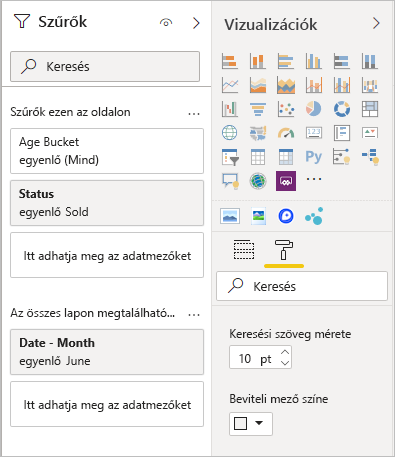 Szűrők
Keresés
Szűrők ezen az oldalon
Age Bucket
egyenlő (Mind)
Status
egyenlő Sold
Itt adhatja meg az adatmezőket
Az összes lapon megtalálható...
Date - Month
egyenlő June
Itt adhatja meg az adatmezőket
Vizualizációk
123
Py
Keresés
Keresési szöveg mérete
10 pt
Beviteli mező színe